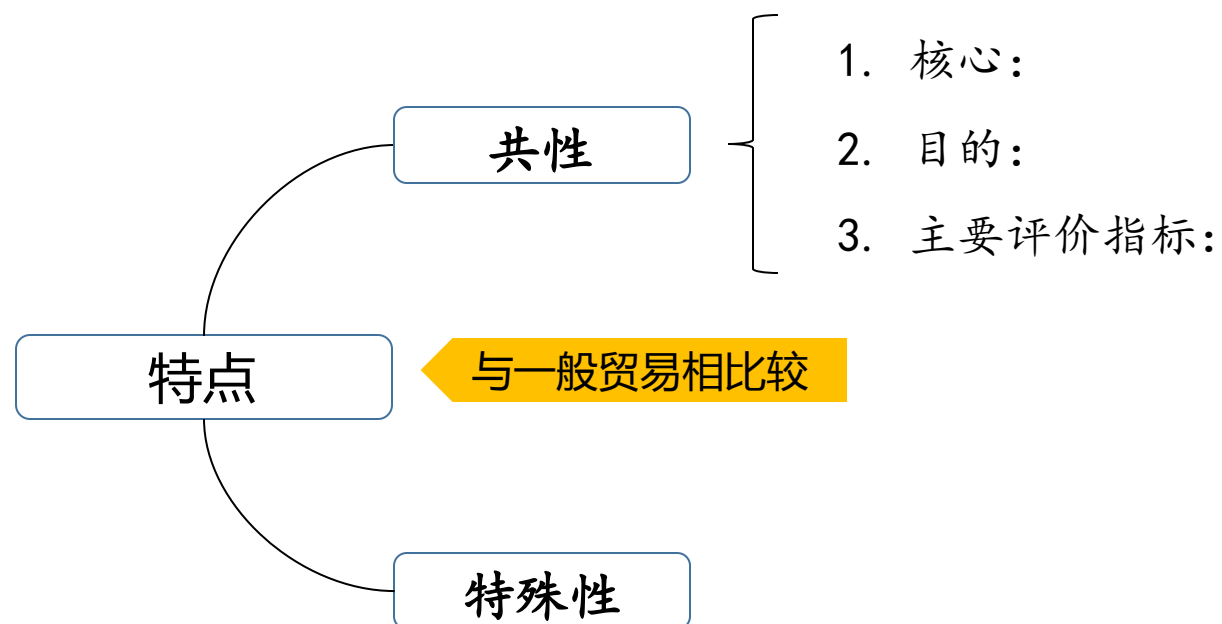 共性
1. 核心：
2. 目的：
3. 主要评价指标：
特点
与一般贸易相比较
特殊性